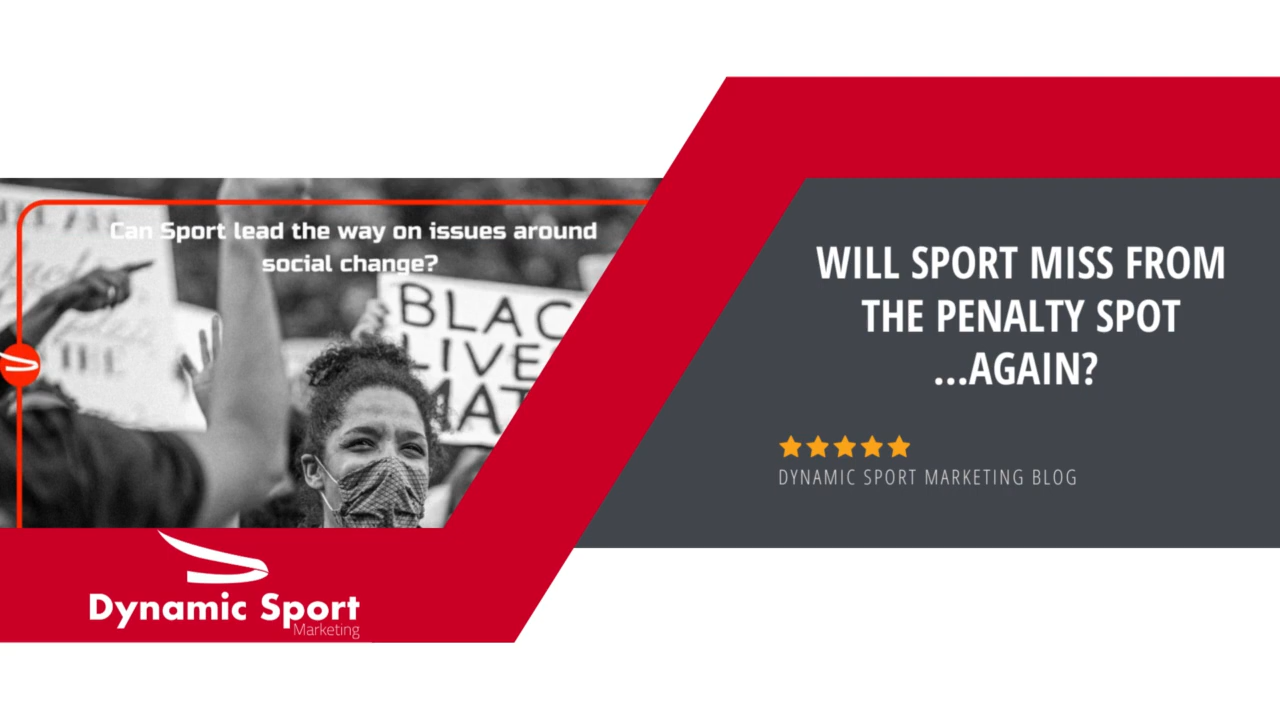 Can Sport lead the way on issues around
social change?
BLAC
LIVE
MAT
WILL SPORT MISS FROM
THE PENALTY SPOT
...AGAIN?
DYNAMIC SPORT MARKETING BLOG
Dynamic Sport
Marketing